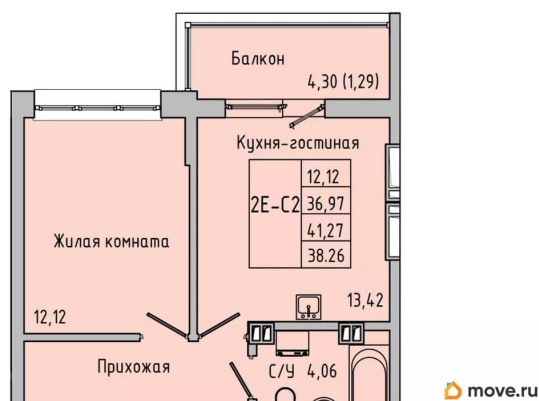 Балкон
4,30 (1,29)
Кухня-гостиная
2Е-С2
12,12
36,97
41,27
38.26
Жилая комната
12,12
13,42
Прихожая
С/У 4,06
move.ru